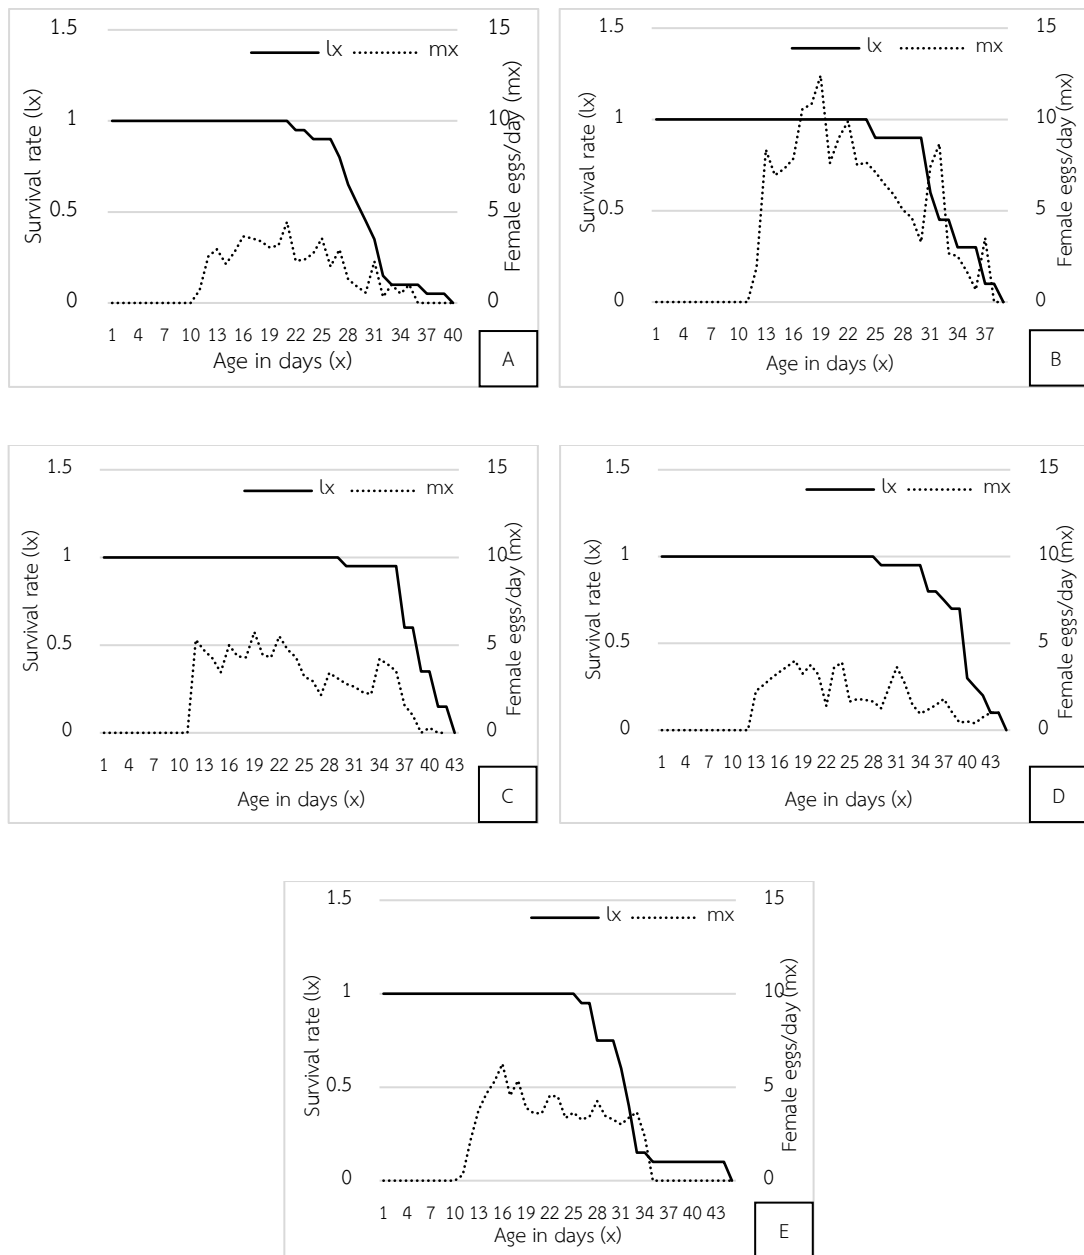 1.5
15
lx
mx
1
10
0.5
5
0
0
Survival rate (lx)
Female eggs/day (mx)
1 4 7 10 13 16 19 22 25 28 31 34 37 40
Age in days (x)
A
1.5
15
lx
mx
1
10
0.5
5
0
0
Survival rate (lx)
Female eggs/day (mx)
1 4 7 10 13 16 19 22 25 28 31 34 37
Age in days (x)
B
1.5
15
lx
mx
1
10
0.5
5
0
0
Survival rate (lx)
Female eggs/day (mx)
1 4 7 10 13 16 19 22 25 28 31 34 37 40 43
Age in days (x)
C
1.5
15
lx
mx
1
10
0.5
5
0
0
Survival rate (lx)
Female eggs/day (mx)
1 4 7 10 13 16 19 22 25 28 31 34 37 40 43
Age in days (x)
D
1.5
15
lx
mx
1
10
0.5
5
0
0
Survival rate (lx)
Female eggs/day (mx)
1 4 7 10 13 16 19 22 25 28 31 34 37 40 43
Age in days (x)
E